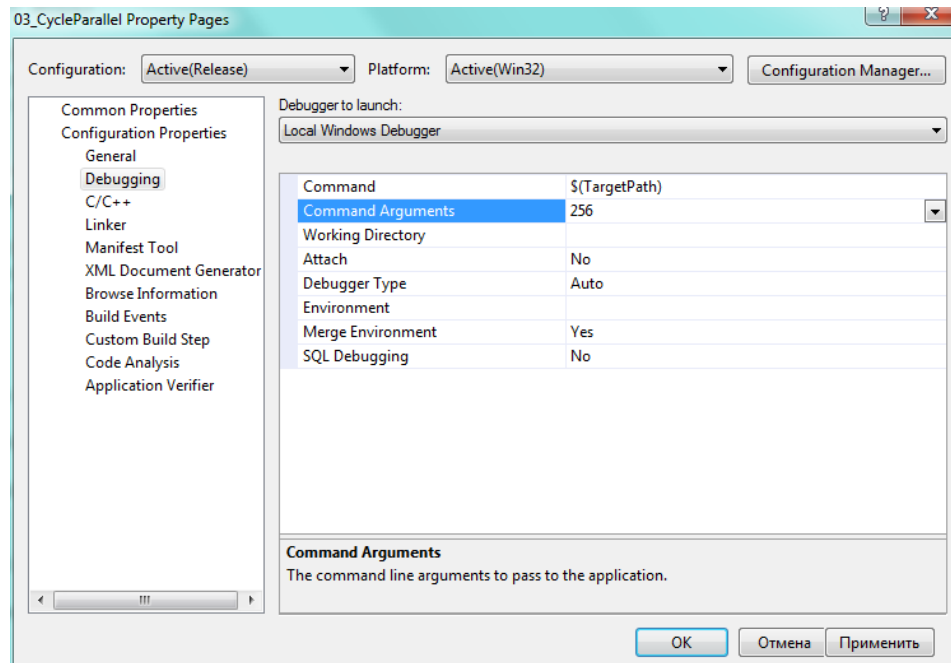 03_CycleParallel Property Pages
Configuration: Active(Release) Platform: Active(Win32) Configuration Manager...
Common Properties
Configuration Properties
General
Debugging
C/C++
Linker
Manifest Tool
XML Document Generator
Browse Information
Build Events
Custom Build Step
Code Analysis
Application Verifier
Debugger to launch:
Local Windows Debugger
Command $(TargetPath)
Command Arguments 256
Working Directory
Attach No
Debugger Type Auto
Environment
Merge Environment Yes
SQL Debugging No
Command Arguments
The command line arguments to pass to the application.
OK Отмена Применить